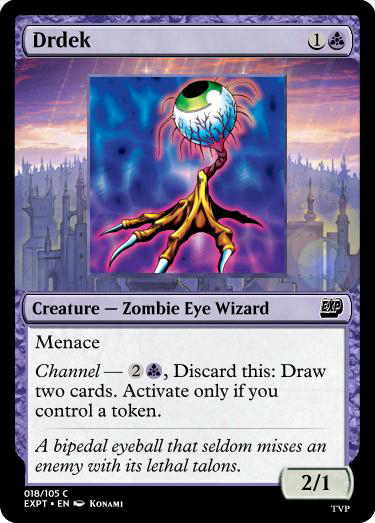 Drdek
1
Creature — Zombie Eye Wizard
EXP
Menace
Channel — 2, Discard this: Draw
two cards. Activate only if you
control a token.
A bipedal eyeball that seldom misses an
enemy with its lethal talons.
2/1
018/105 C
EXPT • EN Konami
TVP